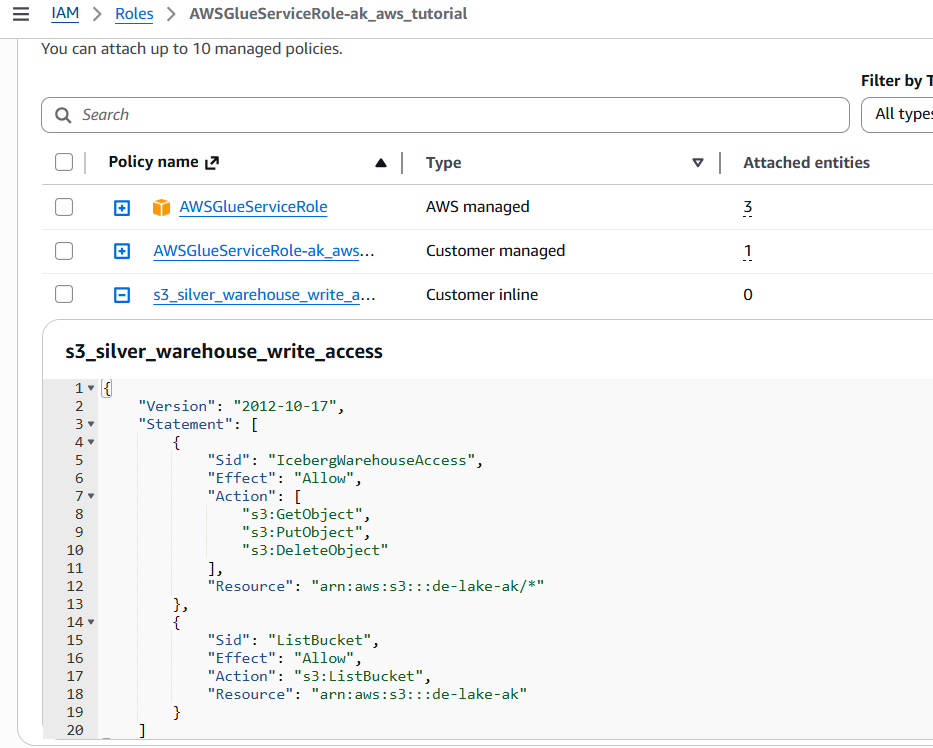 IAM > Roles > AWSGlueServiceRole-ak_aws_tutorial
You can attach up to 10 managed policies.
Filter by T
Search
All types
Policy name Type Attached entities
AWSGlueServiceRole AWS managed 3
AWSGlueServiceRole-ak_aws... Customer managed 1
s3_silver_warehouse_write_a... Customer inline 0
s3_silver_warehouse_write_access
1 {
2 "Version": "2012-10-17",
3 "Statement": [
4 {
5 "Sid": "IcebergWarehouseAccess",
6 "Effect": "Allow",
7 "Action": [
8 "s3:GetObject",
9 "s3:PutObject",
10 "s3:DeleteObject"
11 ],
12 "Resource": "arn:aws:s3:::de-lake-ak/*"
13 },
14 {
15 "Sid": "ListBucket",
16 "Effect": "Allow",
17 "Action": "s3:ListBucket",
18 "Resource": "arn:aws:s3:::de-lake-ak"
19 }
20 ]